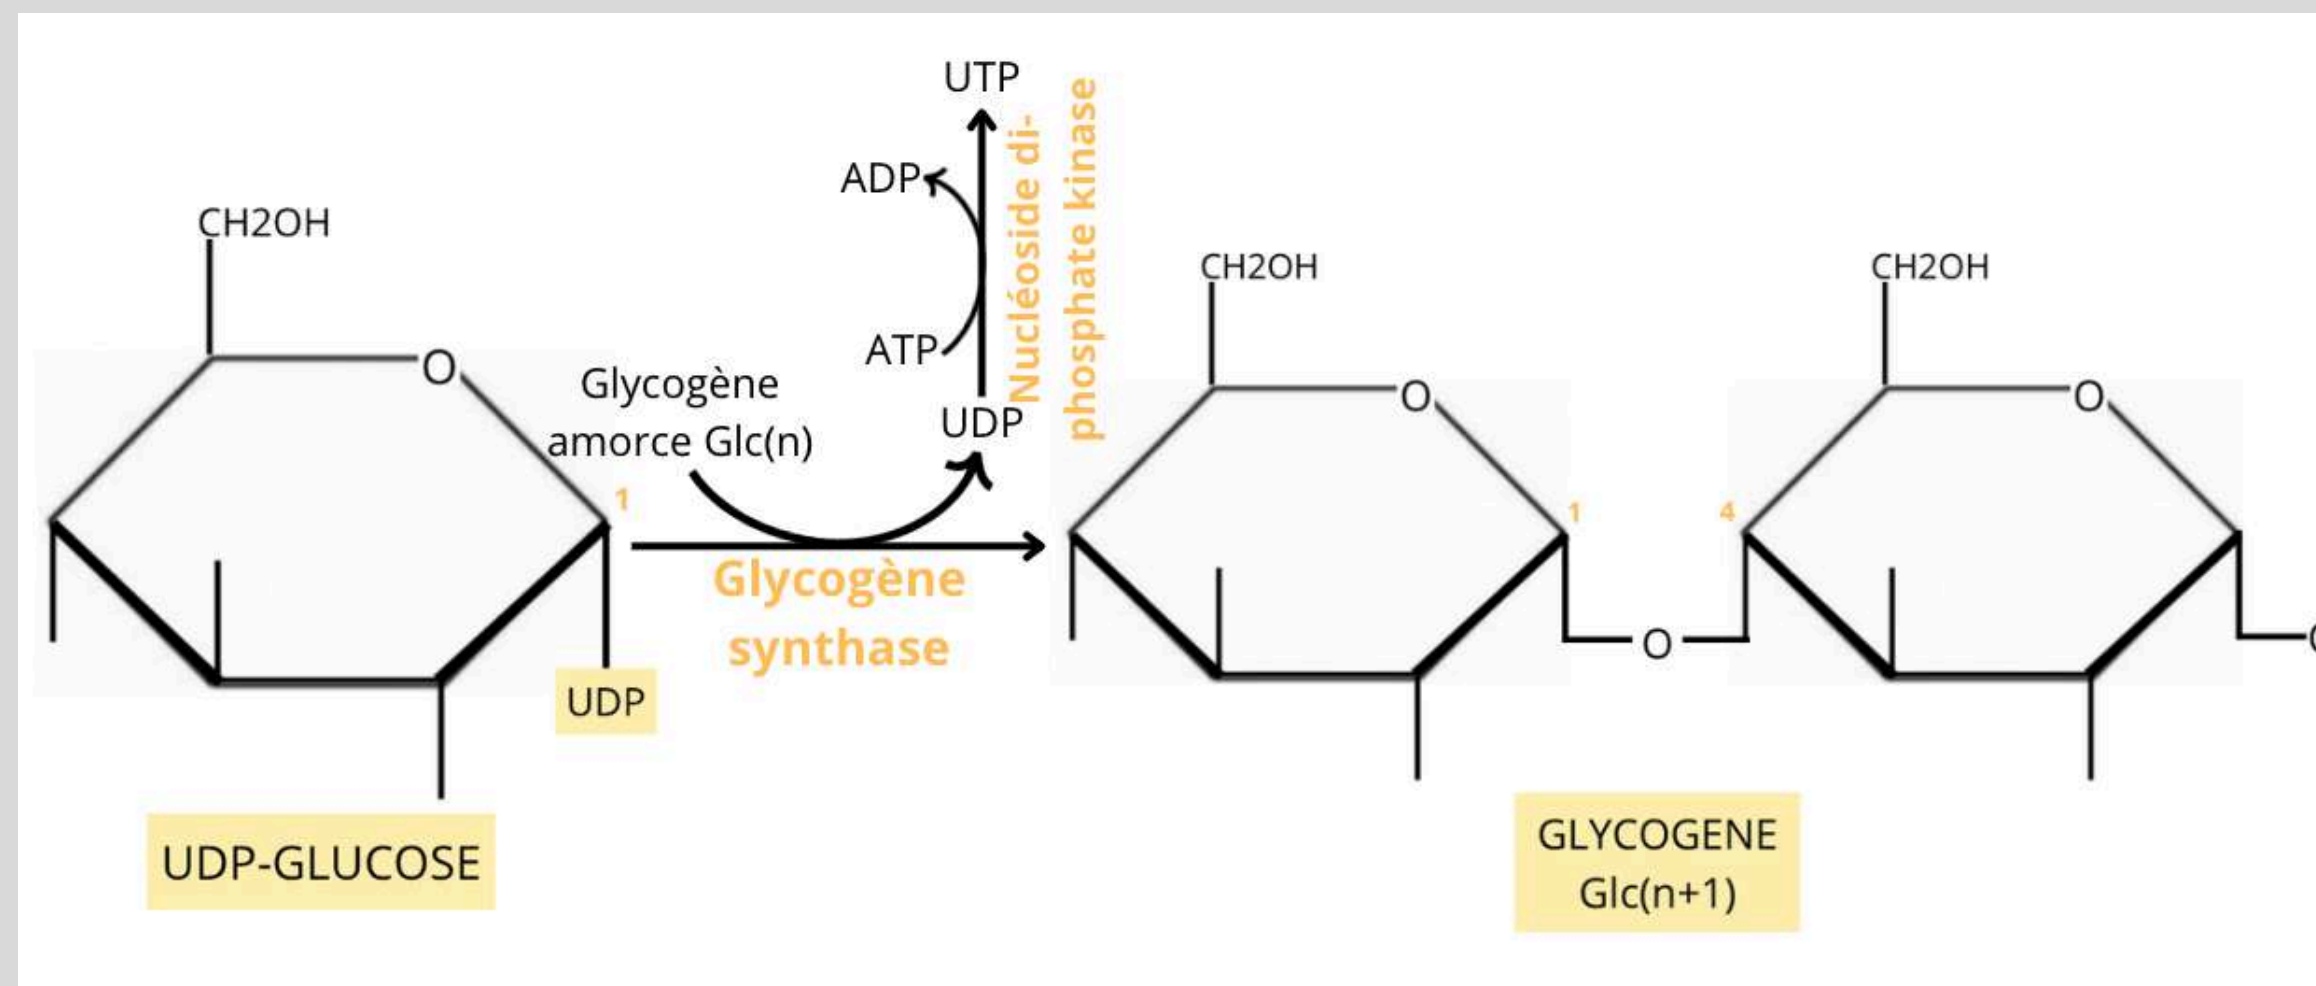 UTP
ADP
Nucléoside di-
phosphate kinase
ATP
UDP
CH2OH
O
1
UDP
UDP-GLUCOSE
Glycogène
amorce Glc(n)
Glycogène
synthase
CH2OH
O
1
O
CH2OH
O
4
GLYCOGENE
Glc(n+1)